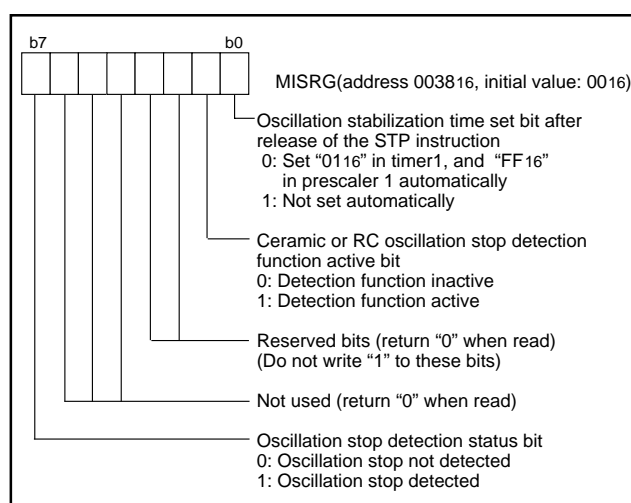 b7 b0
MISRG(address 003816, initial value: 0016)
Oscillation stabilization time set bit after
release of the STP instruction
0: Set “0116” in timer1, and “FF16”
in prescaler 1 automatically
1: Not set automatically
Ceramic or RC oscillation stop detection
function active bit
0: Detection function inactive
1: Detection function active
Reserved bits (return “0” when read)
(Do not write “1” to these bits)
Not used (return “0” when read)
Oscillation stop detection status bit
0: Oscillation stop not detected
1: Oscillation stop detected